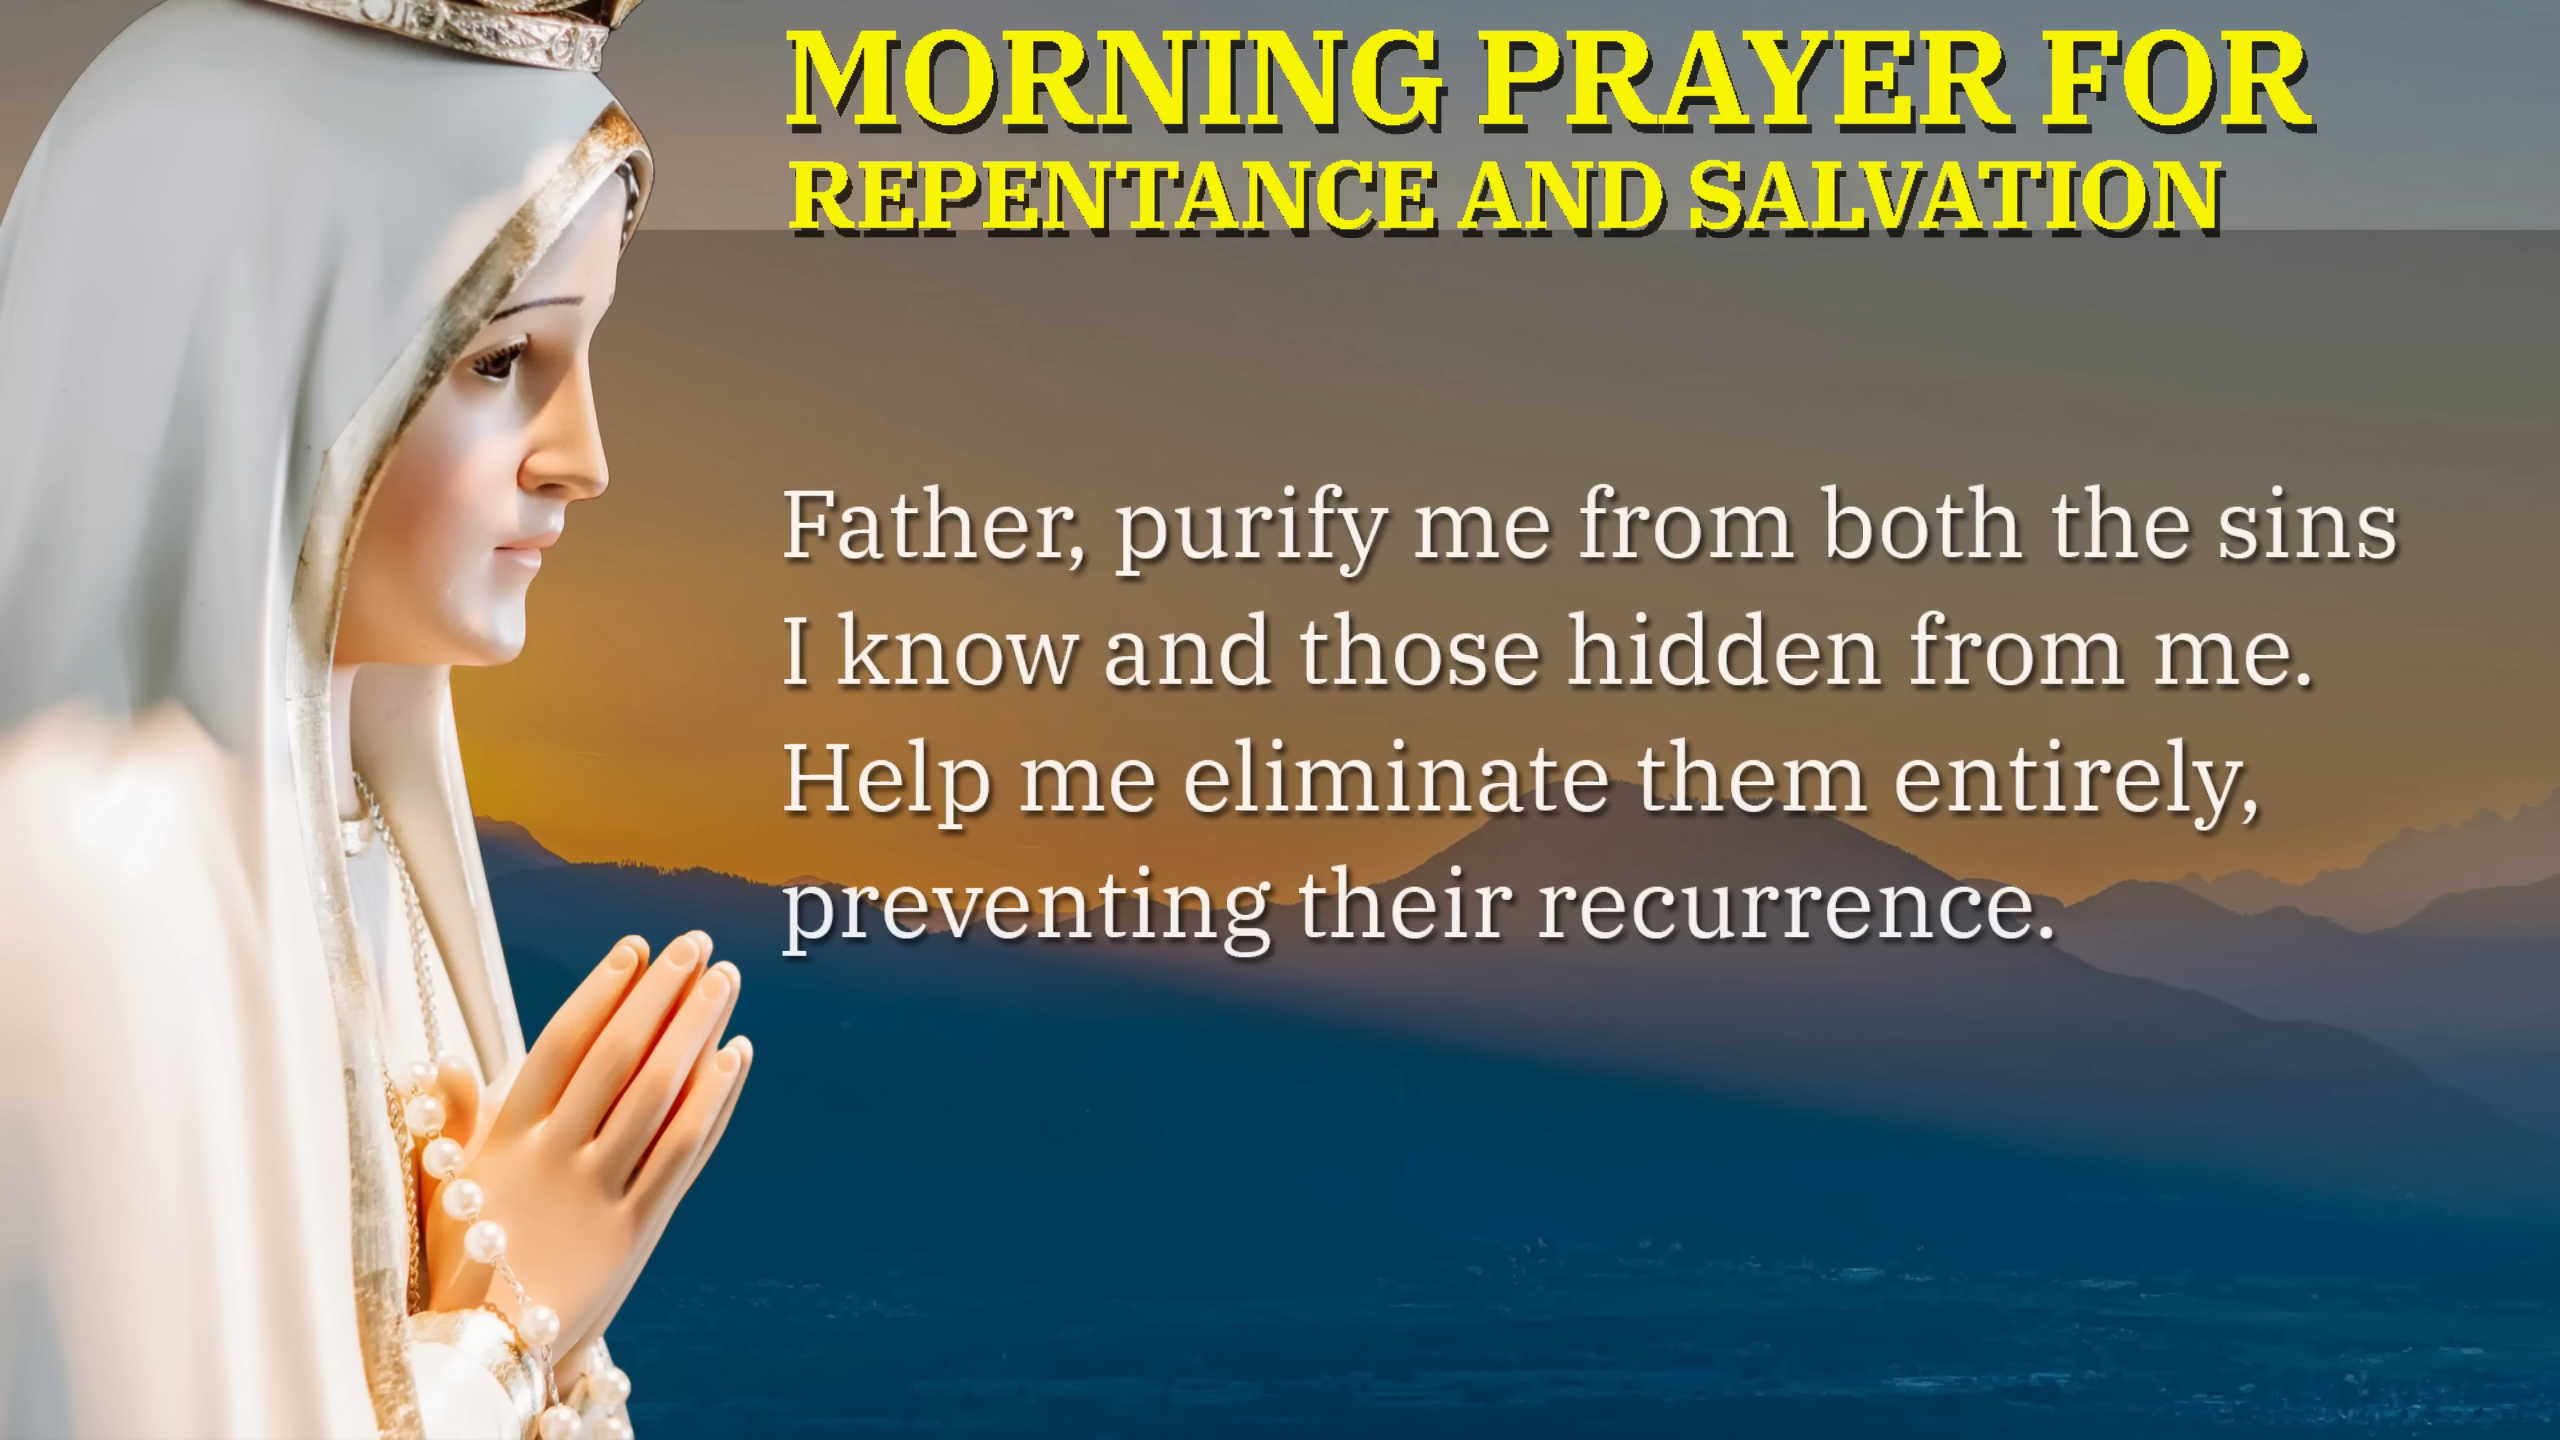 MORNING PRAYER FOR
REPENTANCE AND SALVATION
Father, purify me from both the sins
I know and those hidden from me.
Help me eliminate them entirely,
preventing their recurrence.